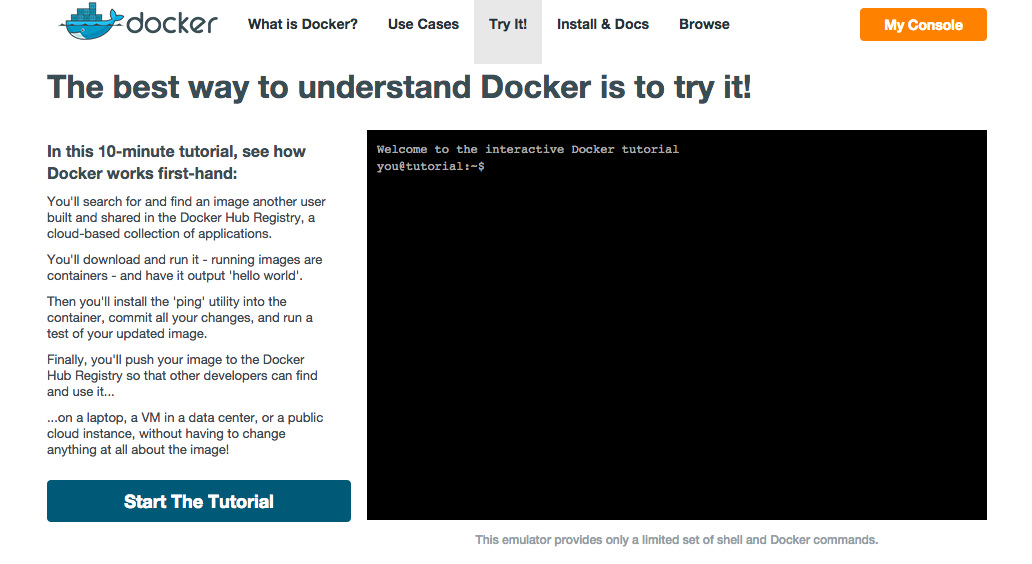 docker
What is Docker?
Use Cases
Try It!
Install & Docs
Browse
My Console
The best way to understand Docker is to try it!
In this 10-minute tutorial, see how
Docker works first-hand:
You'll search for and find an image another user
built and shared in the Docker Hub Registry, a
cloud-based collection of applications.
You'll download and run it - running images are
containers - and have it output 'hello world'.
Then you'll install the 'ping' utility into the
container, commit all your changes, and run a
test of your updated image.
Finally, you'll push your image to the Docker
Hub Registry so that other developers can find
and use it...
...on a laptop, a VM in a data center, or a public
cloud instance, without having to change
anything at all about the image!
Start The Tutorial
Welcome to the interactive Docker tutorial
you@tutorial:~$
This emulator provides only a limited set of shell and Docker commands.